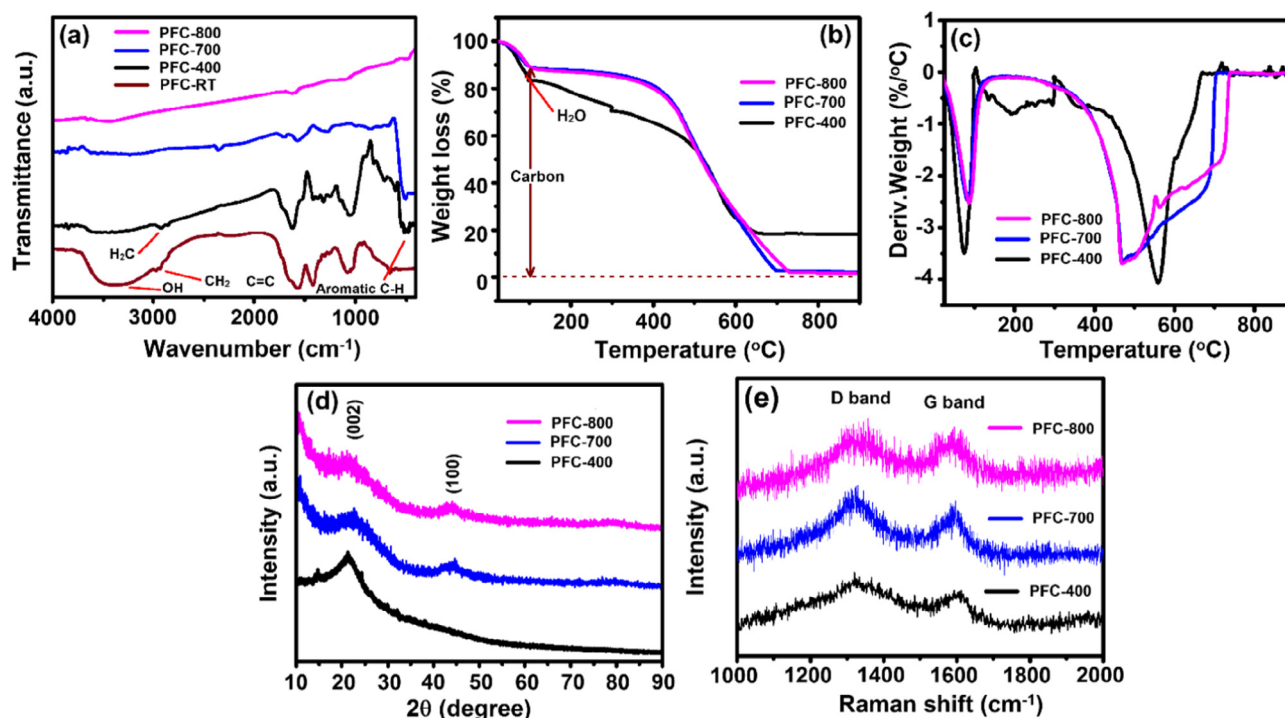 (a)
PFC-800
PFC-700
PFC-400
PFC-RT
H₂C
OH
CH₂
C=C
Aromatic C-H
4000
3000
2000
1000
Wavenumber (cm⁻¹)
Transmittance (a.u.)
(b)
100
80
60
40
20
0
PFC-800
PFC-700
PFC-400
H₂O
Carbon
200
400
600
800
Temperature (°C)
Weight loss (%)
(c)
1
0
-1
-2
-3
-4
PFC-800
PFC-700
PFC-400
200
400
600
800
Temperature (°C)
Deriv.Weight (%/°C)
(d)
(002)
(100)
PFC-800
PFC-700
PFC-400
10
20
30
40
50
60
70
80
90
2θ (degree)
Intensity (a.u.)
(e)
D band
G band
PFC-800
PFC-700
PFC-400
1000
1200
1400
1600
1800
2000
Raman shift (cm⁻¹)
Intensity (a.u.)